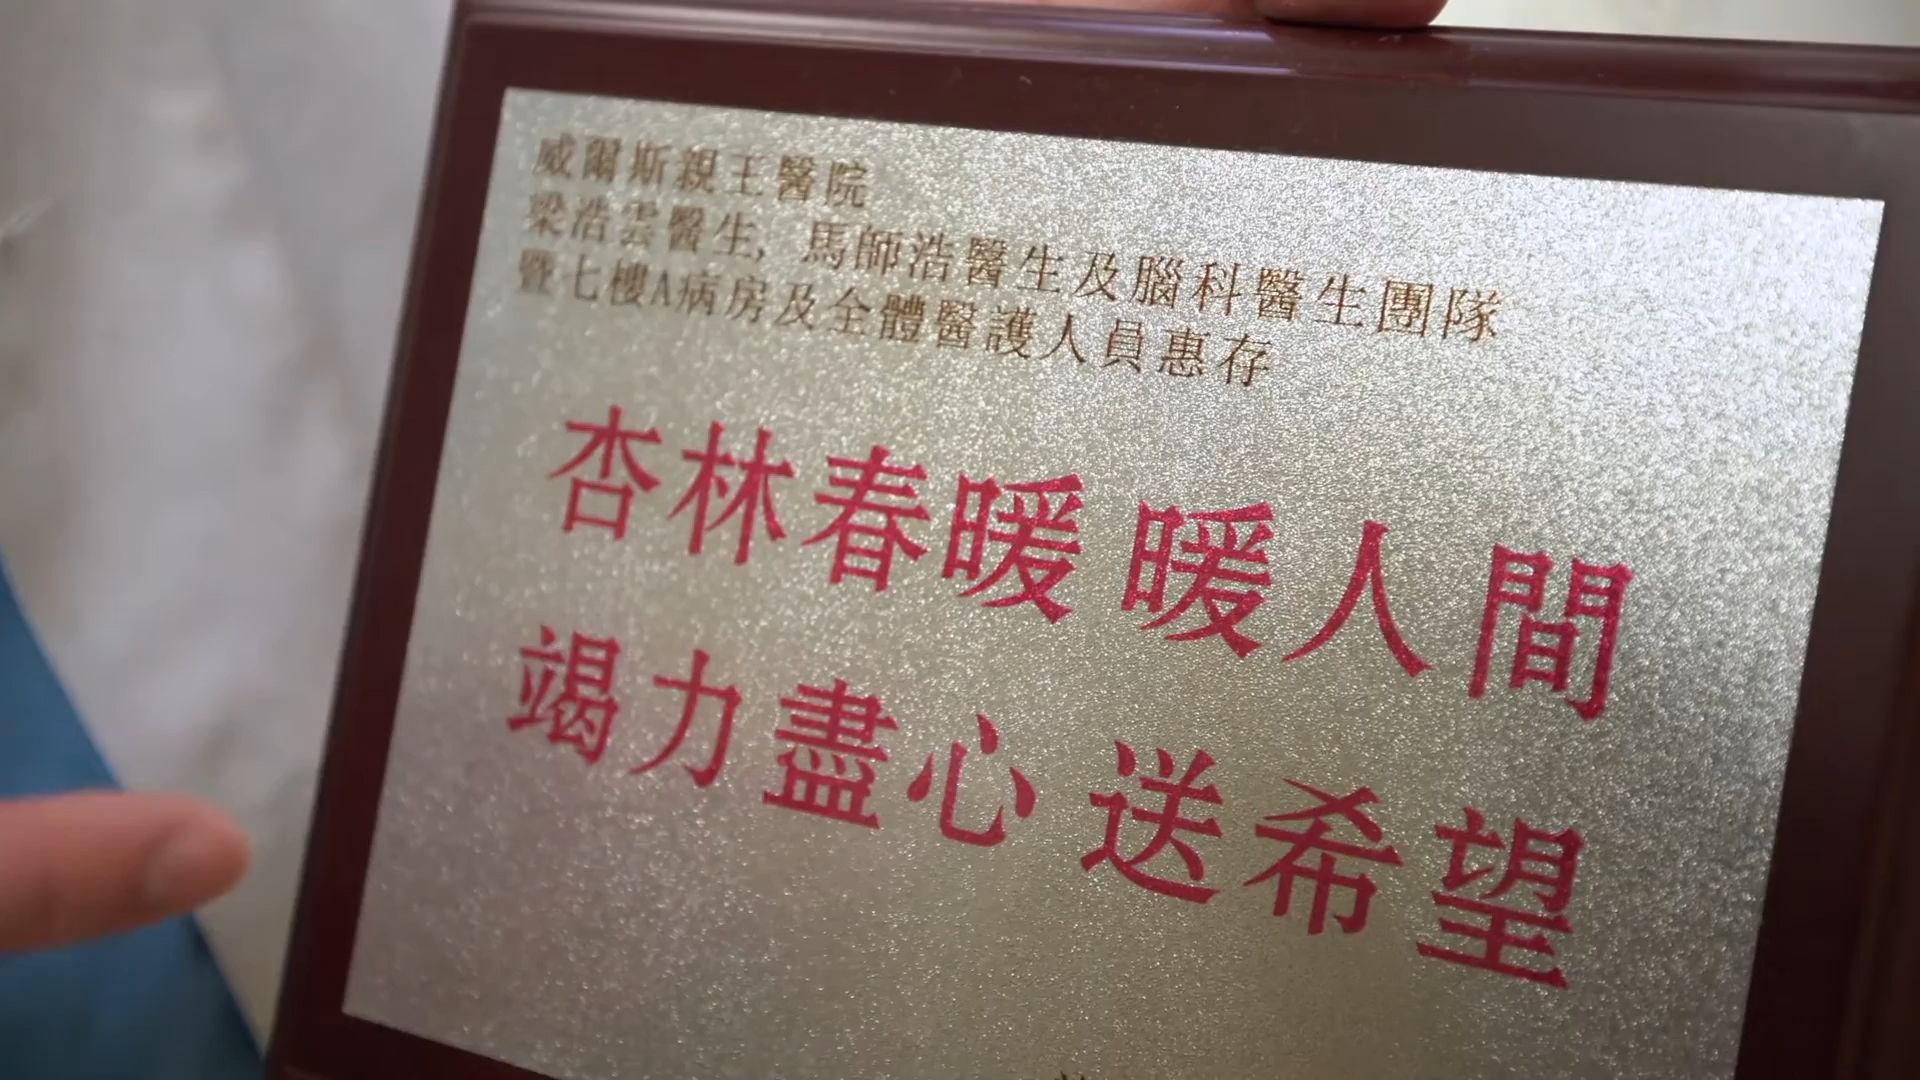 威爾斯親王醫院
梁浩雲醫生, 馬師浩醫生及腦科醫生團隊
暨七樓A病房及全體醫護人員惠存
杏林春暖 暖人間
竭力盡心 送希望